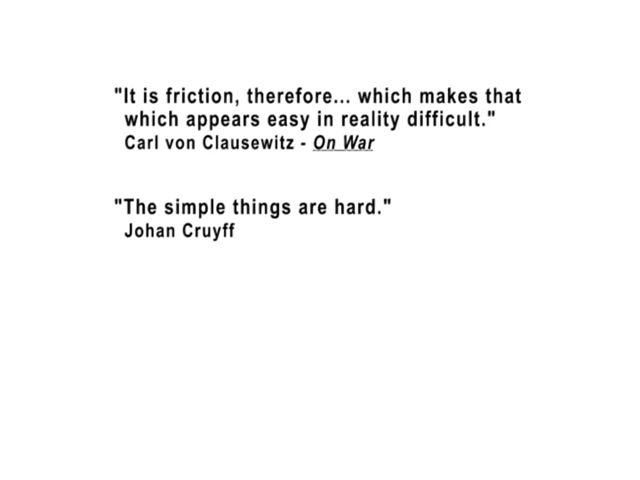 "It is friction, therefore... which makes that
which appears easy in reality difficult."
Carl von Clausewitz - On War
"The simple things are hard."
Johan Cruyff